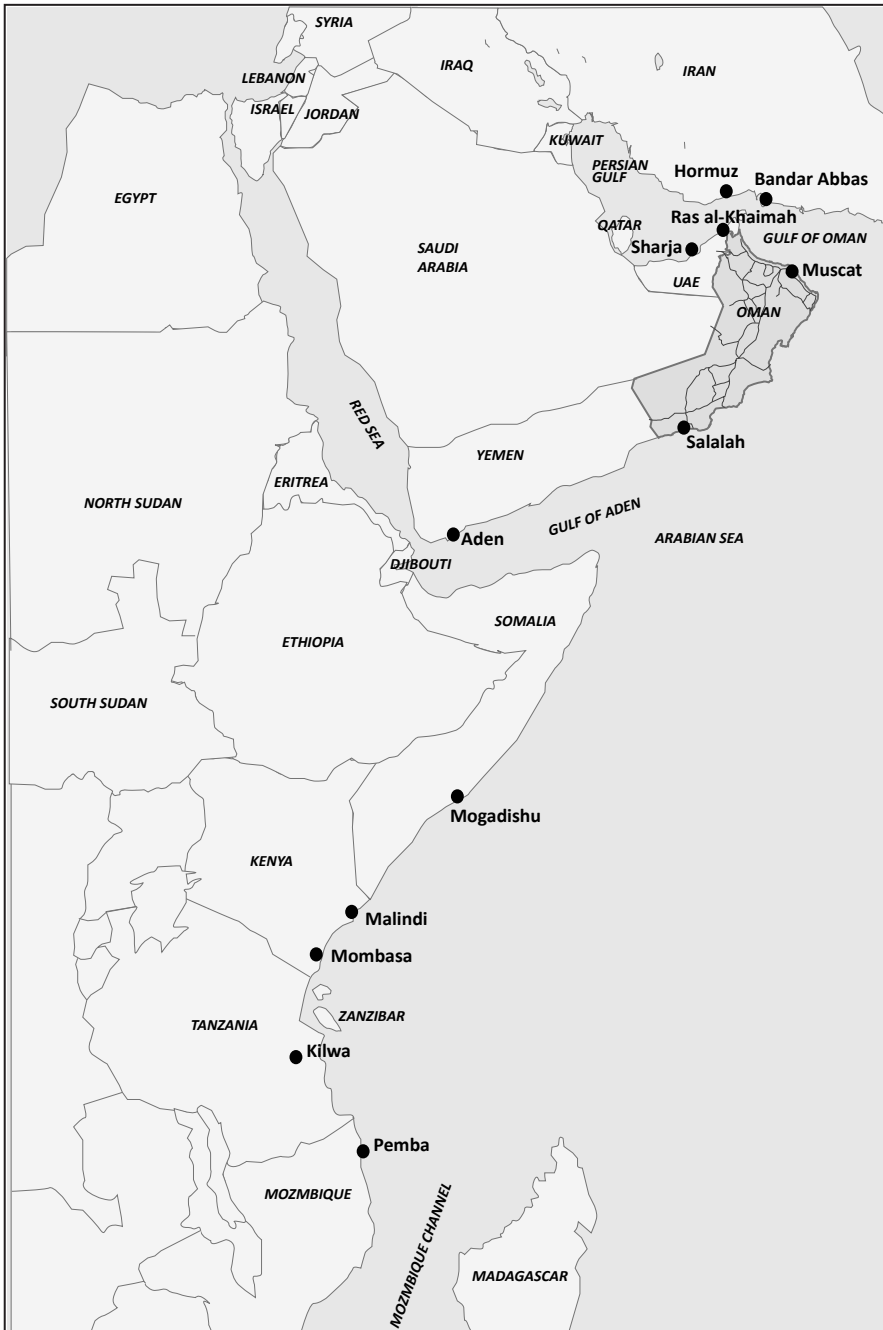 SYRIA
LEBANON
IRAQ
IRAN
ISRAEL
JORDAN
KUWAIT
PERSIAN
GULF
Hormuz
Bandar Abbas
EGYPT
QATAR
Ras al-Khaimah
GULF OF OMAN
Sharja
SAUDI
ARABIA
UAE
Muscat
OMAN
RED SEA
YEMEN
Salalah
ERITREA
NORTH SUDAN
GULF OF ADEN
Aden
ARABIAN SEA
DJIBOUTI
SOMALIA
ETHIOPIA
SOUTH SUDAN
Mogadishu
KENYA
Malindi
Mombasa
ZANZIBAR
TANZANIA
Kilwa
Pemba
MOZMBIQUE
MOZMBIQUE CHANNEL
MADAGASCAR